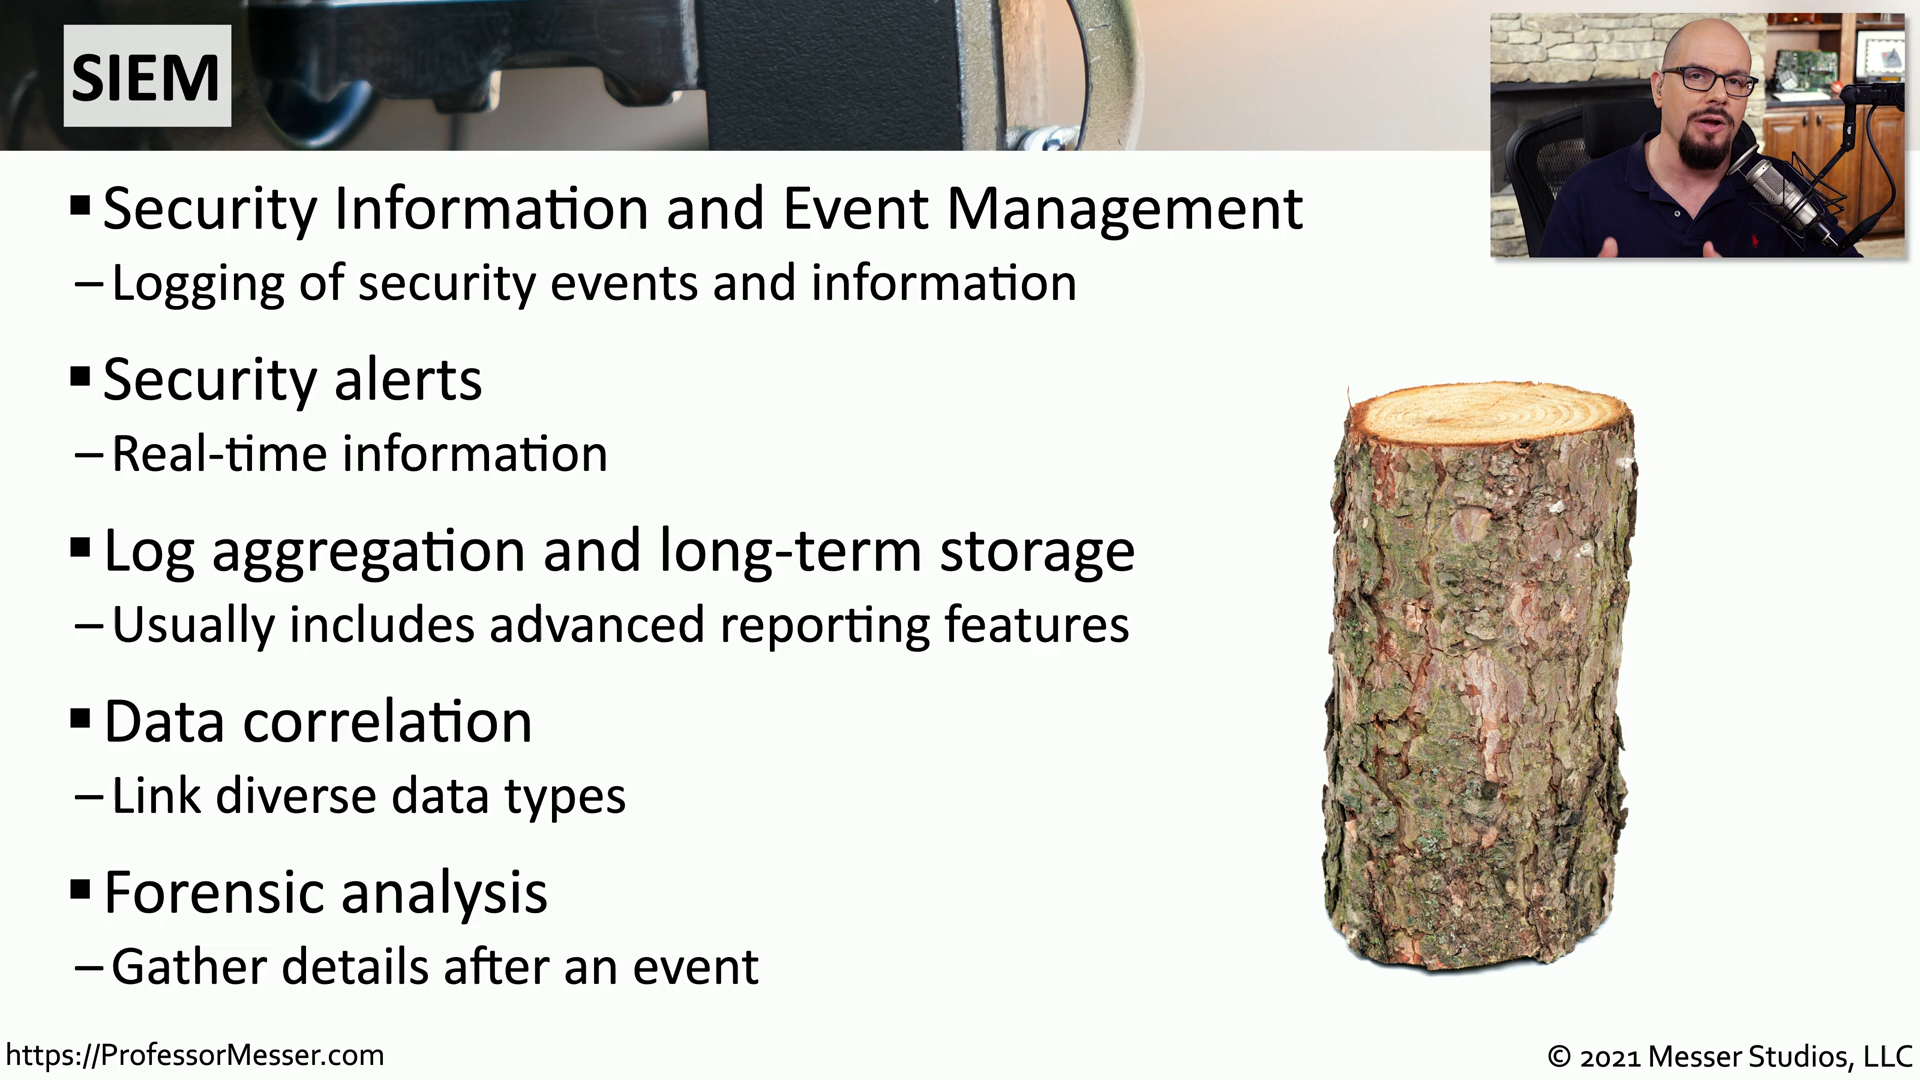 SIEM
▪ Security Information and Event Management
– Logging of security events and information
▪ Security alerts
– Real-time information
▪ Log aggregation and long-term storage
– Usually includes advanced reporting features
▪ Data correlation
– Link diverse data types
▪ Forensic analysis
– Gather details after an event
https://ProfessorMesser.com
© 2021 Messer Studios, LLC